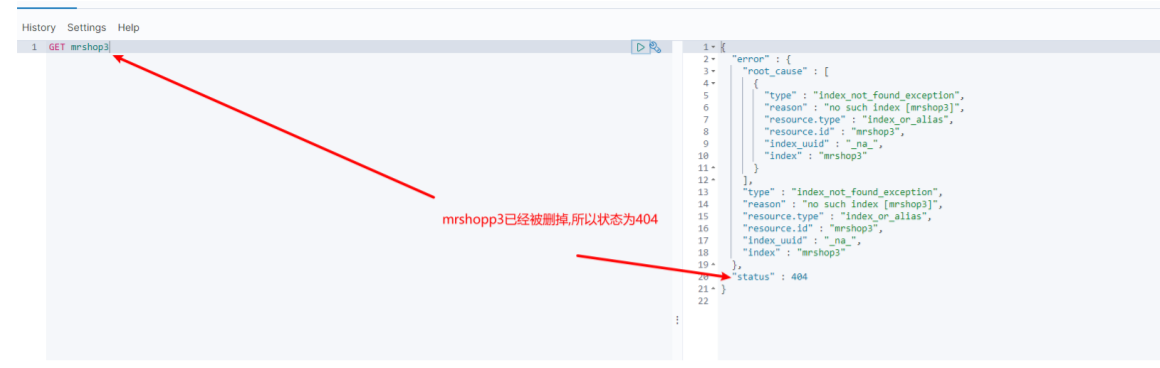 History Settings Help
1 GET mrshop3
1 {
2 "error" : {
3 "root_cause" : [
4 {
5 "type" : "index_not_found_exception",
6 "reason" : "no such index [mrshop3]",
7 "resource.type" : "index_or_alias",
8 "resource.id" : "mrshop3",
9 "index_uuid" : "_na_",
10 "index" : "mrshop3"
11 }
12 ],
13 "type" : "index_not_found_exception",
14 "reason" : "no such index [mrshop3]",
15 "resource.type" : "index_or_alias",
16 "resource.id" : "mrshop3",
17 "index_uuid" : "_na_",
18 "index" : "mrshop3"
19 },
20 "status" : 404
21 }
22
mrshopp3已经被删掉,所以状态为404